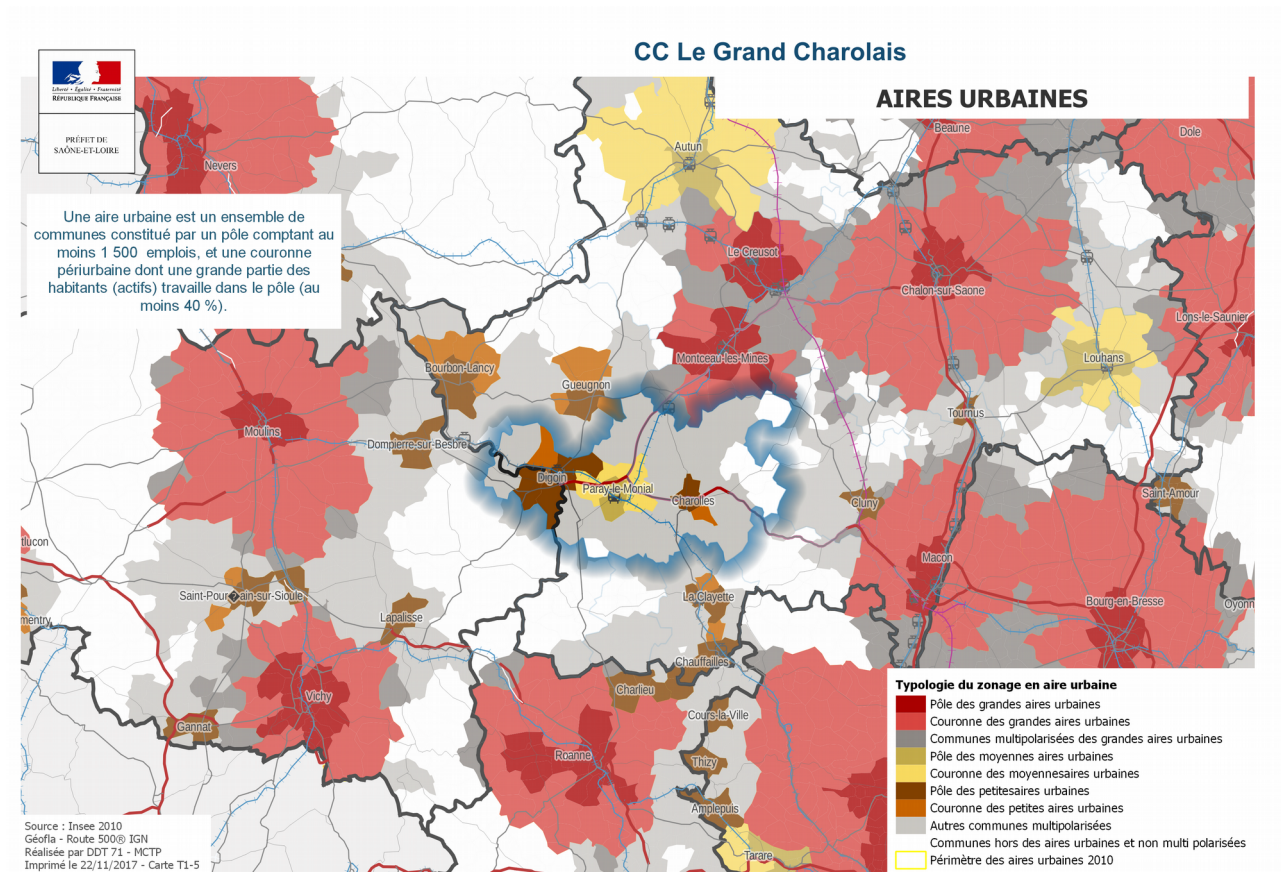 CC Le Grand Charolais
AIRES URBAINES
Liberté • Égalité • Fraternité
RÉPUBLIQUE FRANÇAISE
PRÉFET DE
SAÔNE-ET-LOIRE
Une aire urbaine est un ensemble de
communes constitué par un pôle comptant au
moins 1 500 emplois, et une couronne
périurbaine dont une grande partie des
habitants (actifs) travaille dans le pôle (au
moins 40 %).
Nevers
Autun
Beaune
Dole
Le Creusot
Chalon-sur-Saone
Lons-le-Saunier
Montceau-les-Mines
Louhans
Bourbon-Lancy
Gueugnon
Tournus
Moulins
Dompierre-sur-Besbre
Digoin
Paray-le-Monial
Charolles
Cluny
Saint-Amour
tlucon
Macon
Saint-Pour�ain-sur-Sioule
La Clayette
Bourg-en-Bresse
Oyonn
mentry
Lapalisse
Chauffailles
Vichy
Charlieu
Cours-la-Ville
Gannat
Roanne
Thizy
Amplepuis
Tarare
Typologie du zonage en aire urbaine
Pôle des grandes aires urbaines
Couronne des grandes aires urbaines
Communes multipolarisées des grandes aires urbaines
Pôle des moyennes aires urbaines
Couronne des moyennesaires urbaines
Pôle des petitesaires urbaines
Couronne des petites aires urbaines
Autres communes multipolarisées
Communes hors des aires urbaines et non multi polarisées
Périmètre des aires urbaines 2010
Source : Insee 2010
Géofla - Route 500® IGN
Réalisée par DDT 71 - MCTP
Imprimé le 22/11/2017 - Carte T1-5